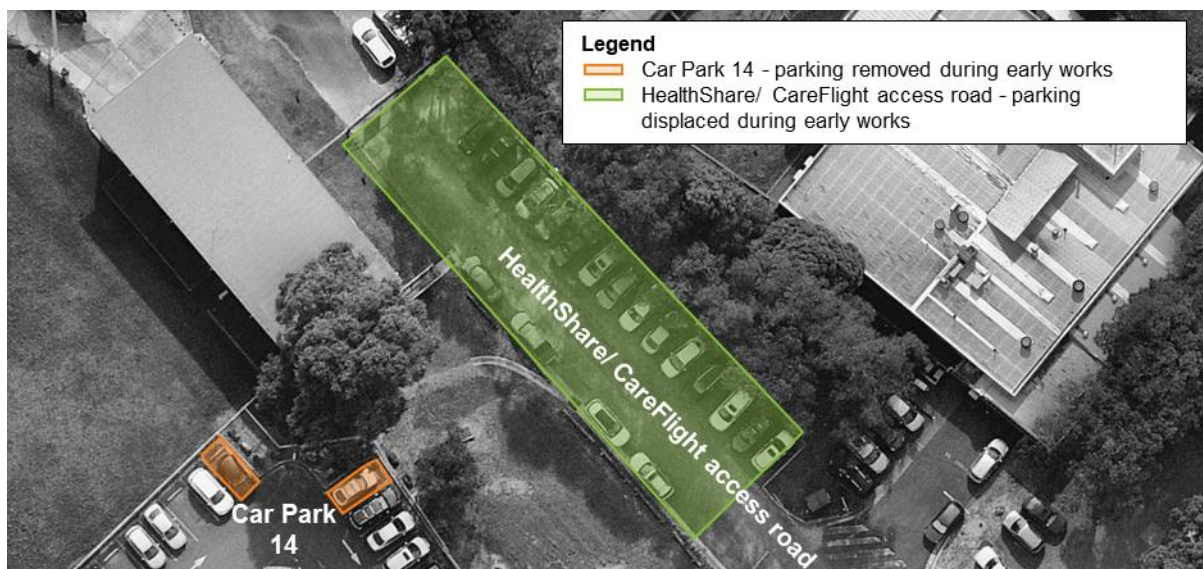 Legend
Car Park 14 - parking removed during early works
HealthShare/ CareFlight access road - parking
displaced during early works
HealthShare/ CareFlight access road
Car Park
14